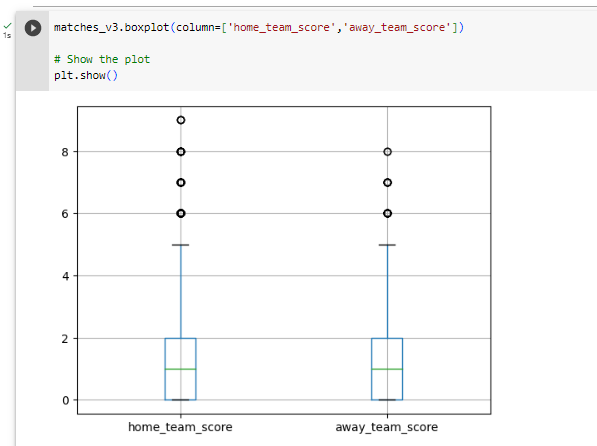 matches_v3.boxplot(column=['home_team_score','away_team_score'])
1s
# Show the plot
plt.show()
8
6
4
2
0
home_team_score away_team_score